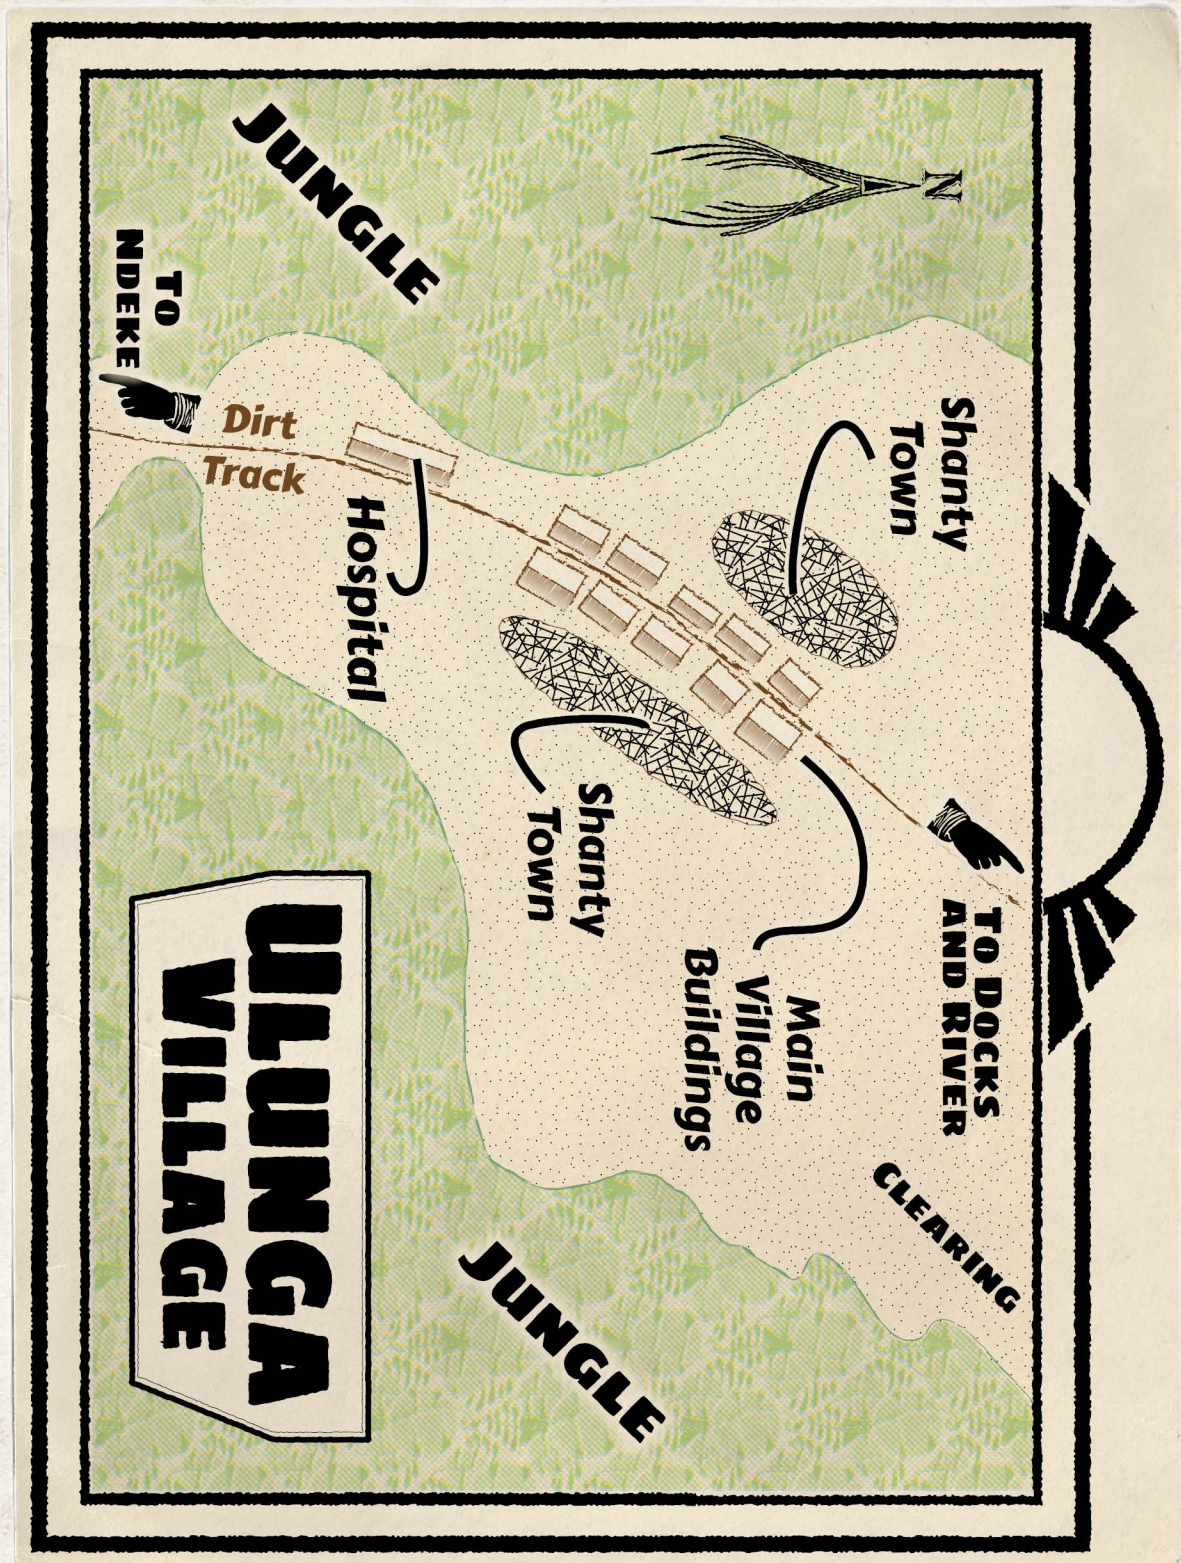 N
Shanty
Town
TO DOCKS
AND RIVER
CLEARING
Main
Village
Buildings
Shanty
Town
JUNGLE
Hospital
JUNGLE
Dirt
Track
TO
NDEKE
ULUNGA
VILLAGE